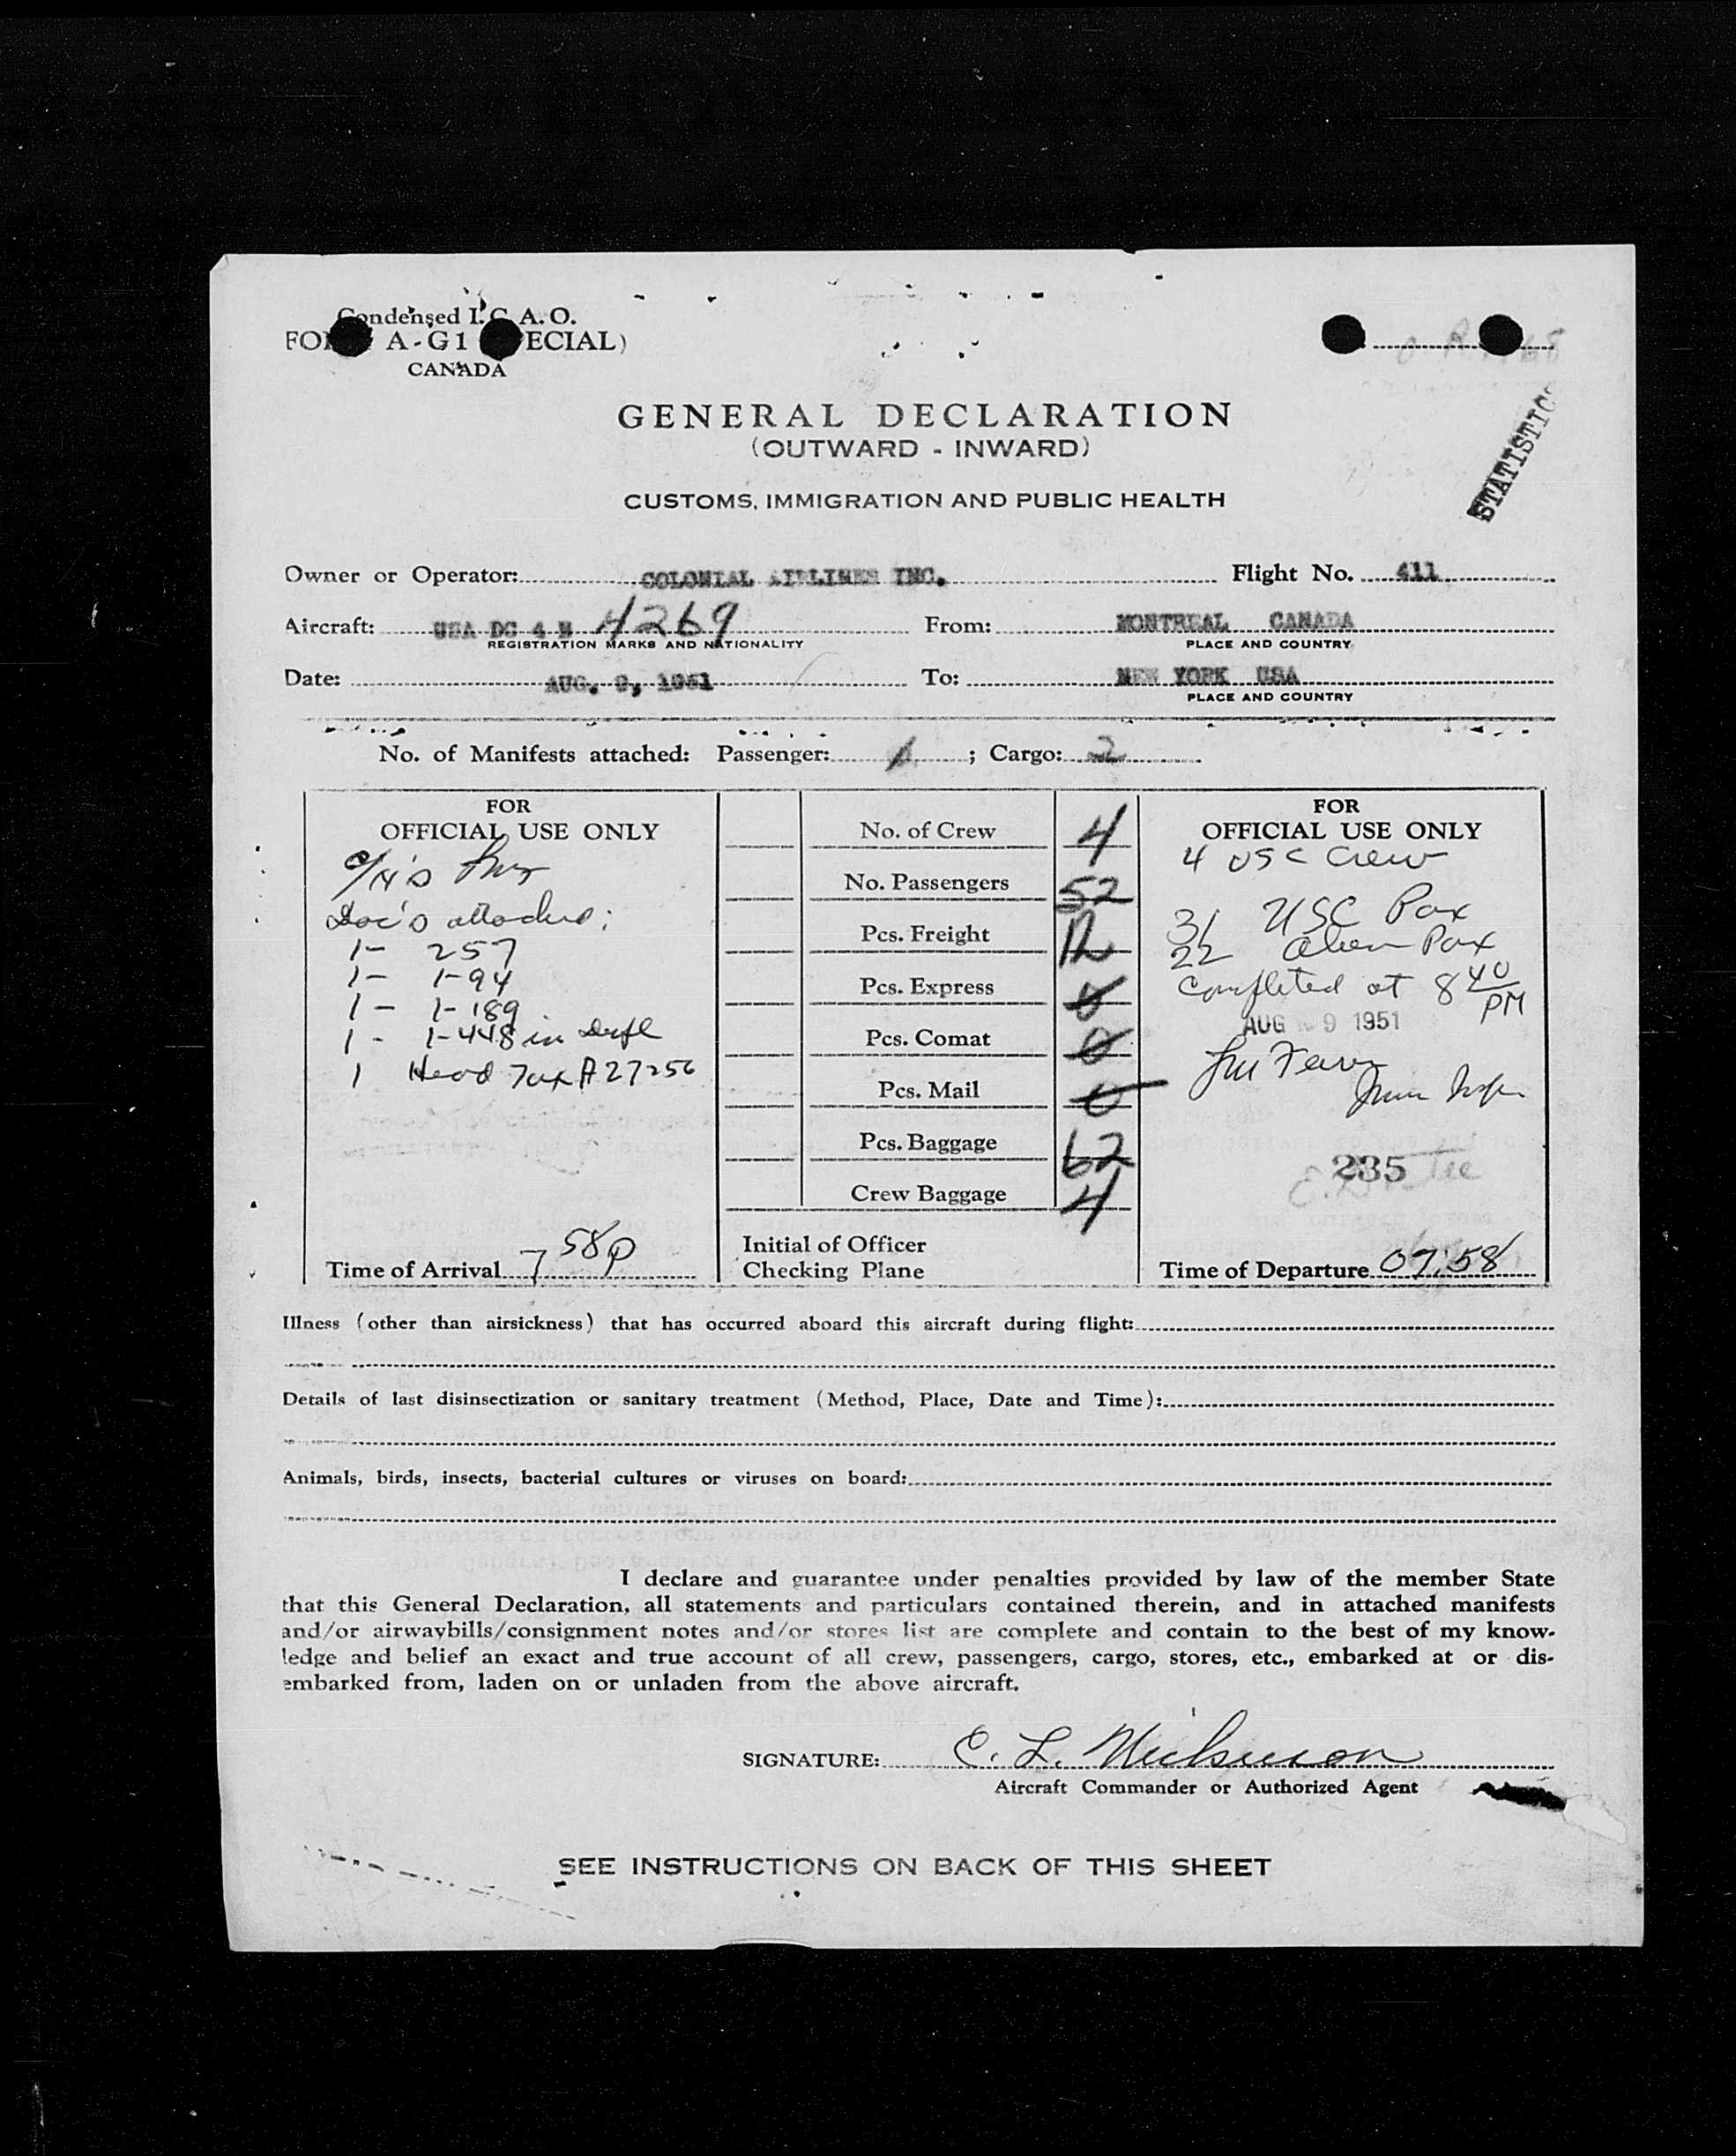 Condensed I.C.A.O.
FO A-G1 ECIAL)
CANADA
STATISTIC
GENERAL DECLARATION
(OUTWARD - INWARD)
CUSTOMS, IMMIGRATION AND PUBLIC HEALTH
Owner or Operator: COLONIAL AIRLINES INC. Flight No. 411
Aircraft: USA DC 4 N 4269 From: MONTREAL CANADA
REGISTRATION MARKS AND NATIONALITY PLACE AND COUNTRY
Date: AUG. 9, 1951 To: NEW YORK USA
PLACE AND COUNTRY
No. of Manifests attached: Passenger: 1 ; Cargo: 2
FOR
OFFICIAL USE ONLY
Doc's attached:
1- 257
1- I-94
1- I-189
1- I-448 in
1 Head Tax A 27256
Time of Arrival 7 58p
No. of Crew 4
No. Passengers 52
Pcs. Freight 12
Pcs. Express 0
Pcs. Comat 0
Pcs. Mail 0
Pcs. Baggage 62
Crew Baggage 4
Initial of Officer
Checking Plane
FOR
OFFICIAL USE ONLY
4 USC Crew
31 USC Pax
22 Alien Pax
Completed at 8 40 PM
AUG 9 1951
235
Time of Departure 07:58
Illness (other than airsickness) that has occurred aboard this aircraft during flight:
Details of last disinsectization or sanitary treatment (Method, Place, Date and Time):
Animals, birds, insects, bacterial cultures or viruses on board:
I declare and guarantee under penalties provided by law of the member State
that this General Declaration, all statements and particulars contained therein, and in attached manifests
and/or airwaybills/consignment notes and/or stores list are complete and contain to the best of my know-
ledge and belief an exact and true account of all crew, passengers, cargo, stores, etc., embarked at or dis-
embarked from, laden on or unladen from the above aircraft.
SIGNATURE: C. L. Nickerson
Aircraft Commander or Authorized Agent
SEE INSTRUCTIONS ON BACK OF THIS SHEET